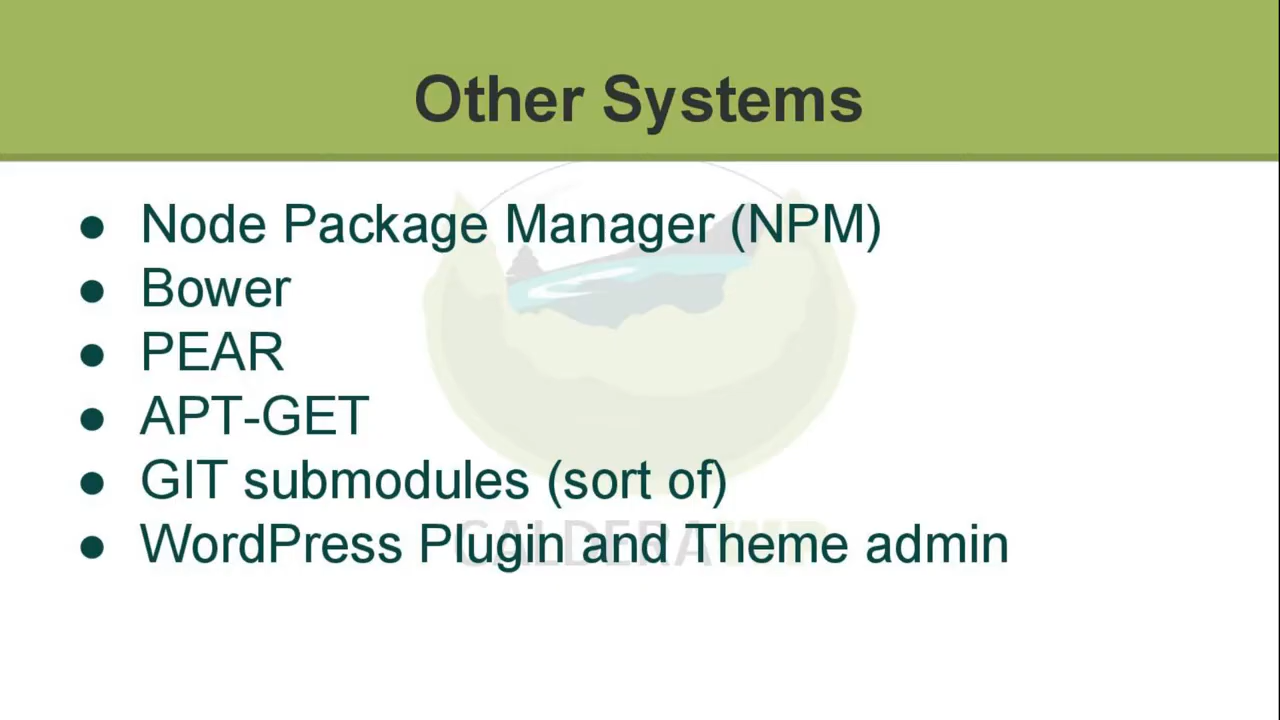 Other Systems
● Node Package Manager (NPM)
● Bower
● PEAR
● APT-GET
● GIT submodules (sort of)
● WordPress Plugin and Theme admin
CALDERAWP